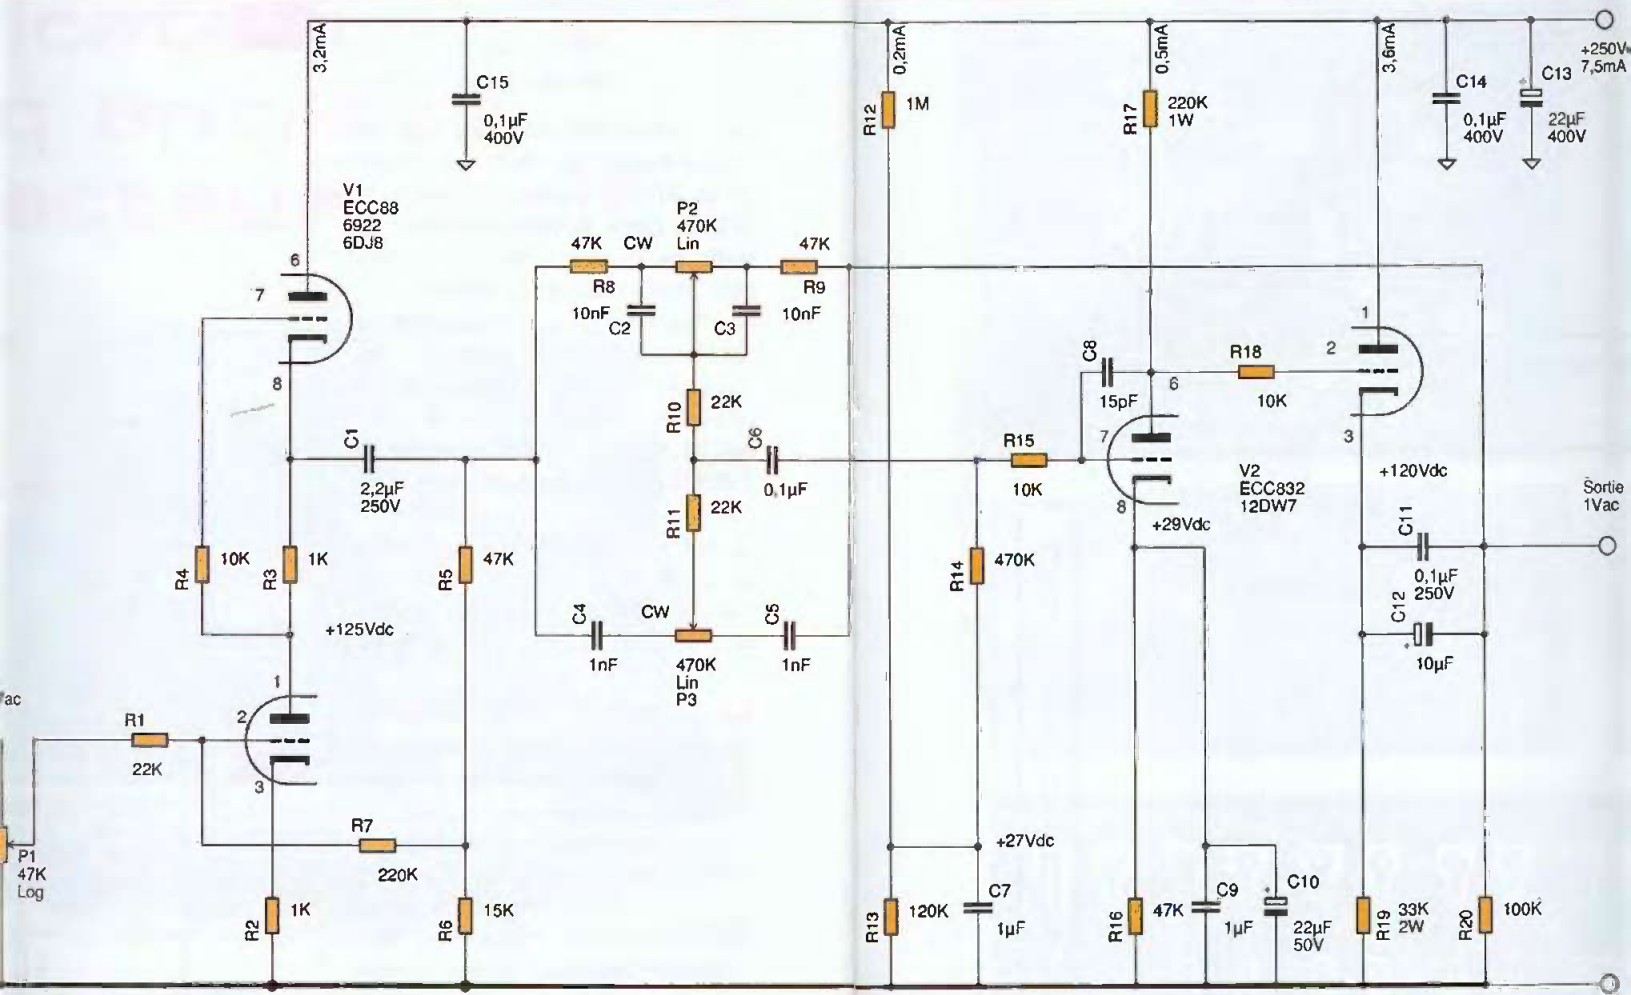 3,2mA
0,2mA
0,5mA
3,6mA
+250V
7,5mA
C15
0,1µF
400V
R12
1M
R17
220K
1W
C14
0,1µF
400V
C13
+
22µF
400V
V1
ECC88
6922
6DJ8
6
7
8
P2
470K
Lin
47K
CW
47K
R8
R9
10nF
C2
C3
10nF
R10
22K
C1
2,2µF
250V
C6
0,1µF
R11
22K
C8
15pF
6
R18
10K
1
2
3
R15
10K
7
8
V2
ECC832
12DW7
+29Vdc
+120Vdc
Sortie
1Vac
R4
10K
R3
1K
R5
47K
R14
470K
C11
0,1µF
250V
C12
+
10µF
+125Vdc
C4
1nF
CW
470K
Lin
P3
C5
1nF
ac
R1
22K
1
2
3
R7
220K
P1
47K
Log
+27Vdc
R2
1K
R6
15K
R13
120K
C7
1µF
R16
47K
C9
1µF
C10
+
22µF
50V
R19
33K
2W
R20
100K